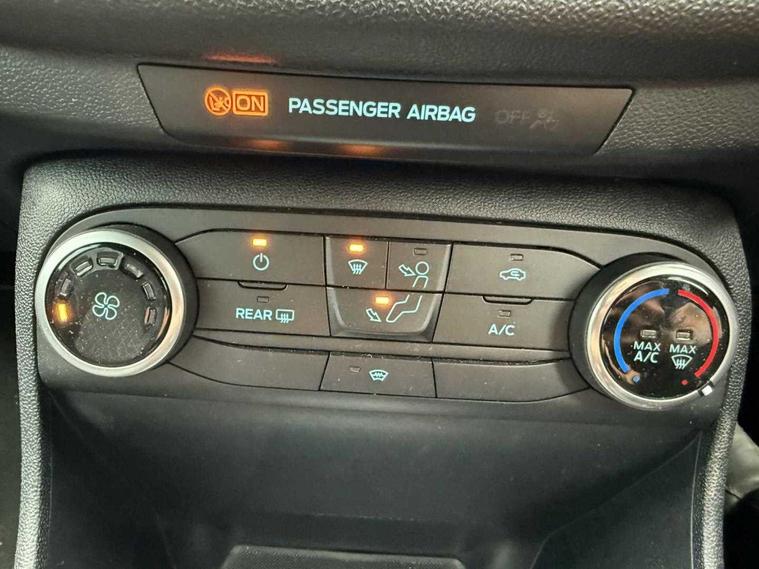 ON PASSENGER AIRBAG OFF
REAR
A/C
MAX A/C
MAX